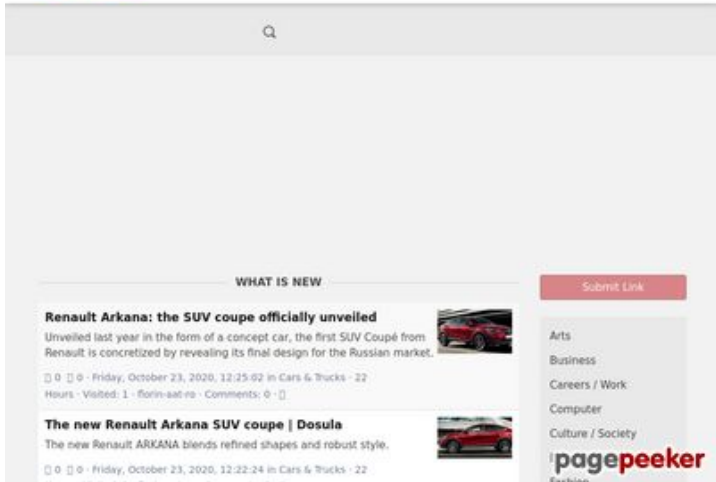 WHAT IS NEW
Submit Link
Renault Arkana: the SUV coupe officially unveiled
Unveiled last year in the form of a concept car, the first SUV Coupé from
Renault is concretized by revealing its final design for the Russian market.
0 0 · Friday, October 23, 2020, 12:25:02 in Cars & Trucks · 22
Hours · Visited: 1 · florin-aat-ro · Comments: 0 ·
The new Renault Arkana SUV coupe | Dosula
The new Renault ARKANA blends refined shapes and robust style.
0 0 · Friday, October 23, 2020, 12:22:24 in Cars & Trucks · 22
Arts
Business
Careers / Work
Computer
Culture / Society
pagepeeker
Fashion